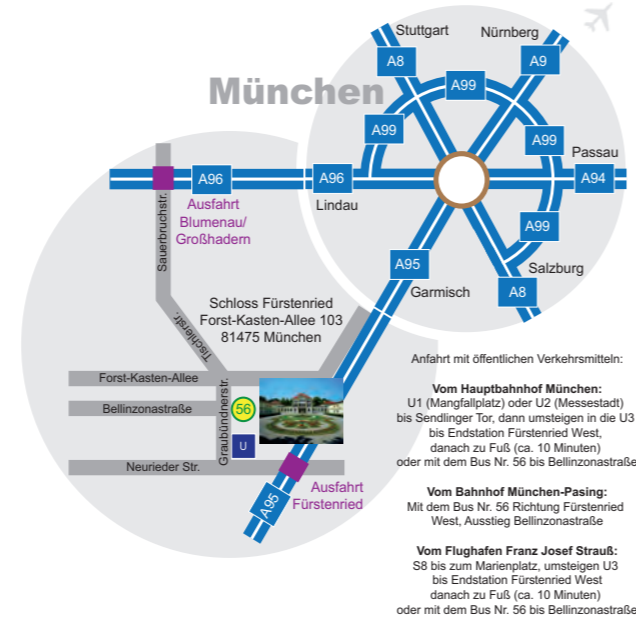 Stuttgart
Nürnberg
A8
A9
München
A99
A99
A99
Passau
A96
A96
A94
Lindau
Ausfahrt
Blumenau/
Großhadern
Sauerbruchstr.
A99
A95
Salzburg
Garmisch
A8
Schloss Fürstenried
Forst-Kasten-Allee 103
81475 München
Tischlerstr.
Forst-Kasten-Allee
Bellinzonastraße
Graubündnerstr.
56
U
Neurieder Str.
Ausfahrt
Fürstenried
A95
Anfahrt mit öffentlichen Verkehrsmitteln:
Vom Hauptbahnhof München:
U1 (Mangfallplatz) oder U2 (Messestadt)
bis Sendlinger Tor, dann umsteigen in die U3
bis Endstation Fürstenried West,
danach zu Fuß (ca. 10 Minuten)
oder mit dem Bus Nr. 56 bis Bellinzonastraße
Vom Bahnhof München-Pasing:
Mit dem Bus Nr. 56 Richtung Fürstenried
West, Ausstieg Bellinzonastraße
Vom Flughafen Franz Josef Strauß:
S8 bis zum Marienplatz, umsteigen U3
bis Endstation Fürstenried West
danach zu Fuß (ca. 10 Minuten)
oder mit dem Bus Nr. 56 bis Bellinzonastraße